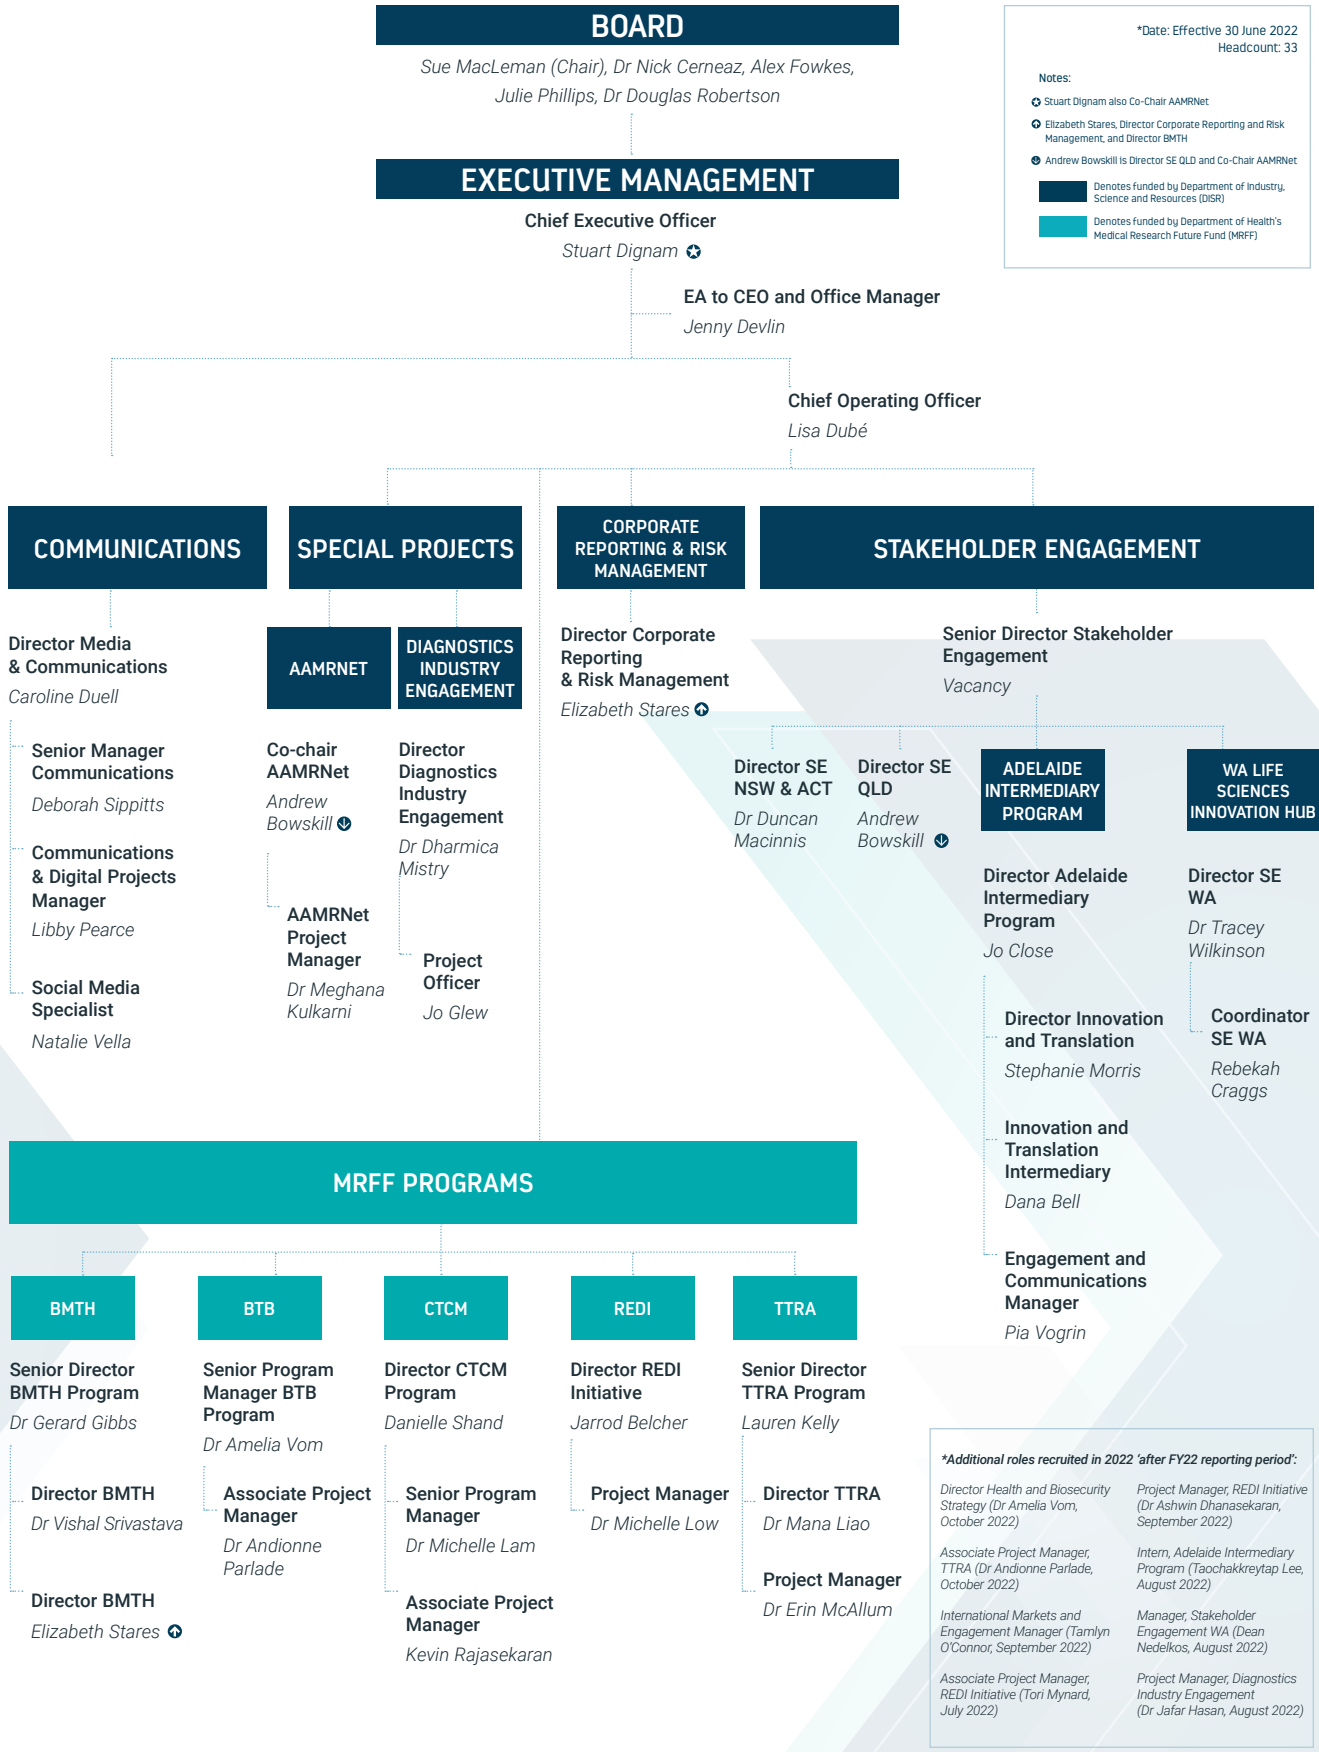 BOARD
Sue MacLeman (Chair), Dr Nick Cerneaz, Alex Fowkes,
Julie Phillips, Dr Douglas Robertson
*Date: Effective 30 June 2022
Headcount: 33
Notes:
Stuart Dignam also Co-Chair AAMRNet
Elizabeth Stares, Director Corporate Reporting and Risk
Management, and Director BMTH
Andrew Bowskill is Director SE QLD and Co-Chair AAMRNet
Denotes funded by Department of Industry,
Science and Resources (DISR)
Denotes funded by Department of Health's
Medical Research Future Fund (MRFF)
EXECUTIVE MANAGEMENT
Chief Executive Officer
Stuart Dignam
EA to CEO and Office Manager
Jenny Devlin
Chief Operating Officer
Lisa Dubé
COMMUNICATIONS
Director Media
& Communications
Caroline Duell
Senior Manager
Communications
Deborah Sippitts
Communications
& Digital Projects
Manager
Libby Pearce
Social Media
Specialist
Natalie Vella
SPECIAL PROJECTS
AAMRNET
Co-chair
AAMRNet
Andrew
Bowskill
AAMRNet
Project
Manager
Dr Meghana
Kulkarni
DIAGNOSTICS
INDUSTRY
ENGAGEMENT
Director
Diagnostics
Industry
Engagement
Dr Dharmica
Mistry
Project
Officer
Jo Glew
CORPORATE
REPORTING & RISK
MANAGEMENT
Director Corporate
Reporting
& Risk Management
Elizabeth Stares
STAKEHOLDER ENGAGEMENT
Senior Director Stakeholder
Engagement
Vacancy
Director SE
NSW & ACT
Dr Duncan
Macinnis
Director SE
QLD
Andrew
Bowskill
ADELAIDE
INTERMEDIARY
PROGRAM
Director Adelaide
Intermediary
Program
Jo Close
Director Innovation
and Translation
Stephanie Morris
Innovation and
Translation
Intermediary
Dana Bell
Engagement and
Communications
Manager
Pia Vogrin
WA LIFE
SCIENCES
INNOVATION HUB
Director SE
WA
Dr Tracey
Wilkinson
Coordinator
SE WA
Rebekah
Craggs
MRFF PROGRAMS
BMTH
Senior Director
BMTH Program
Dr Gerard Gibbs
Director BMTH
Dr Vishal Srivastava
Director BMTH
Elizabeth Stares
BTB
Senior Program
Manager BTB
Program
Dr Amelia Vom
Associate Project
Manager
Dr Andionne
Parlade
CTCM
Director CTCM
Program
Danielle Shand
Senior Program
Manager
Dr Michelle Lam
Associate Project
Manager
Kevin Rajasekaran
REDI
Director REDI
Initiative
Jarrod Belcher
Project Manager
Dr Michelle Low
TTRA
Senior Director
TTRA Program
Lauren Kelly
Director TTRA
Dr Mana Liao
Project Manager
Dr Erin McAllum
*Additional roles recruited in 2022 'after FY22 reporting period':
Director Health and Biosecurity
Strategy (Dr Amelia Vom,
October 2022)
Associate Project Manager,
TTRA (Dr Andionne Parlade,
October 2022)
International Markets and
Engagement Manager (Tamlyn
O'Connor, September 2022)
Associate Project Manager,
REDI Initiative (Tori Mynard,
July 2022)
Project Manager, REDI Initiative
(Dr Ashwin Dhanasekaran,
September 2022)
Intern, Adelaide Intermediary
Program (Taochakkreytap Lee,
August 2022)
Manager, Stakeholder
Engagement WA (Dean
Nedelkos, August 2022)
Project Manager, Diagnostics
Industry Engagement
(Dr Jafar Hasan, August 2022)